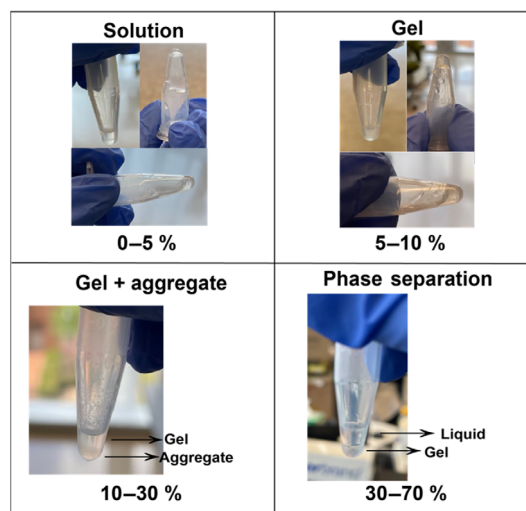 Solution
0–5 %
Gel
5–10 %
Gel + aggregate
Gel
Aggregate
10–30 %
Phase separation
Liquid
Gel
30–70 %